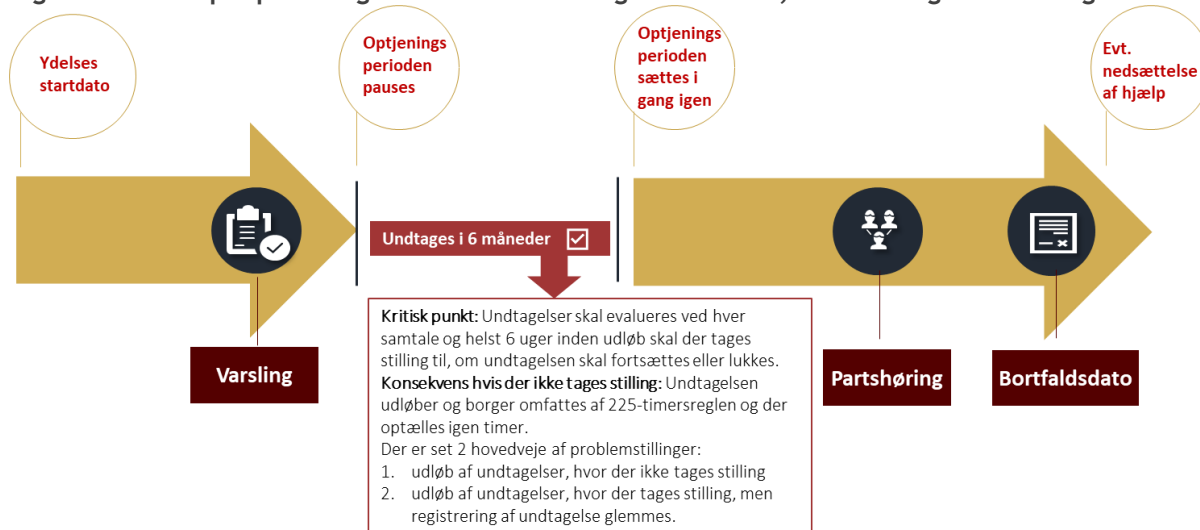 Ydelses
startdato
Optjenings
perioden
pauses
Optjenings
perioden
sættes i
gang igen
Evt.
nedsættelse
af hjælp
Undtages i 6 måneder
Varsling
Partshøring
Bortfaldsdato
Kritisk punkt: Undtagelser skal evalueres ved hver
samtale og helst 6 uger inden udløb skal der tages
stilling til, om undtagelsen skal fortsættes eller lukkes.
Konsekvens hvis der ikke tages stilling: Undtagelsen
udløber og borger omfattes af 225-timersreglen og der
optælles igen timer.
Der er set 2 hovedveje af problemstillinger:
1. udløb af undtagelser, hvor der ikke tages stilling
2. udløb af undtagelser, hvor der tages stilling, men
registrering af undtagelse glemmes.